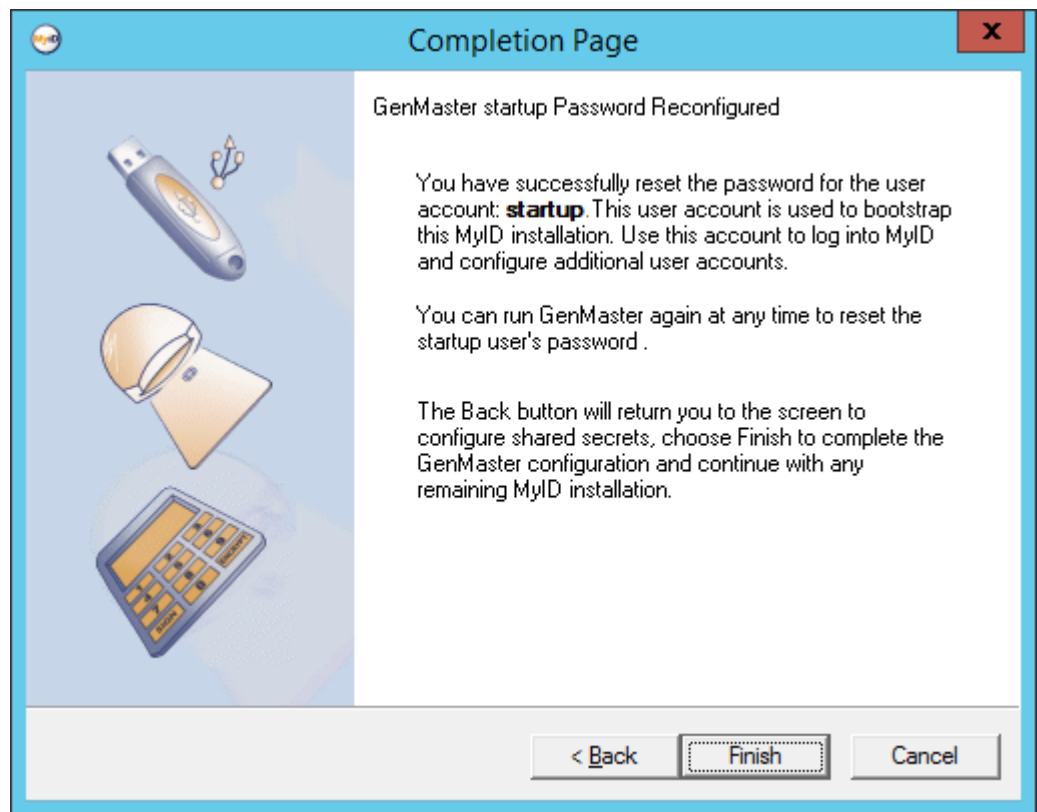 MyID
Completion Page
x
GenMaster startup Password Reconfigured
You have successfully reset the password for the user
account: startup.This user account is used to bootstrap
this MyID installation. Use this account to log into MyID
and configure additional user accounts.
You can run GenMaster again at any time to reset the
startup user's password .
The Back button will return you to the screen to
configure shared secrets, choose Finish to complete the
GenMaster configuration and continue with any
remaining MyID installation.
ENCRYPT
SIGN
< Back
Finish
Cancel